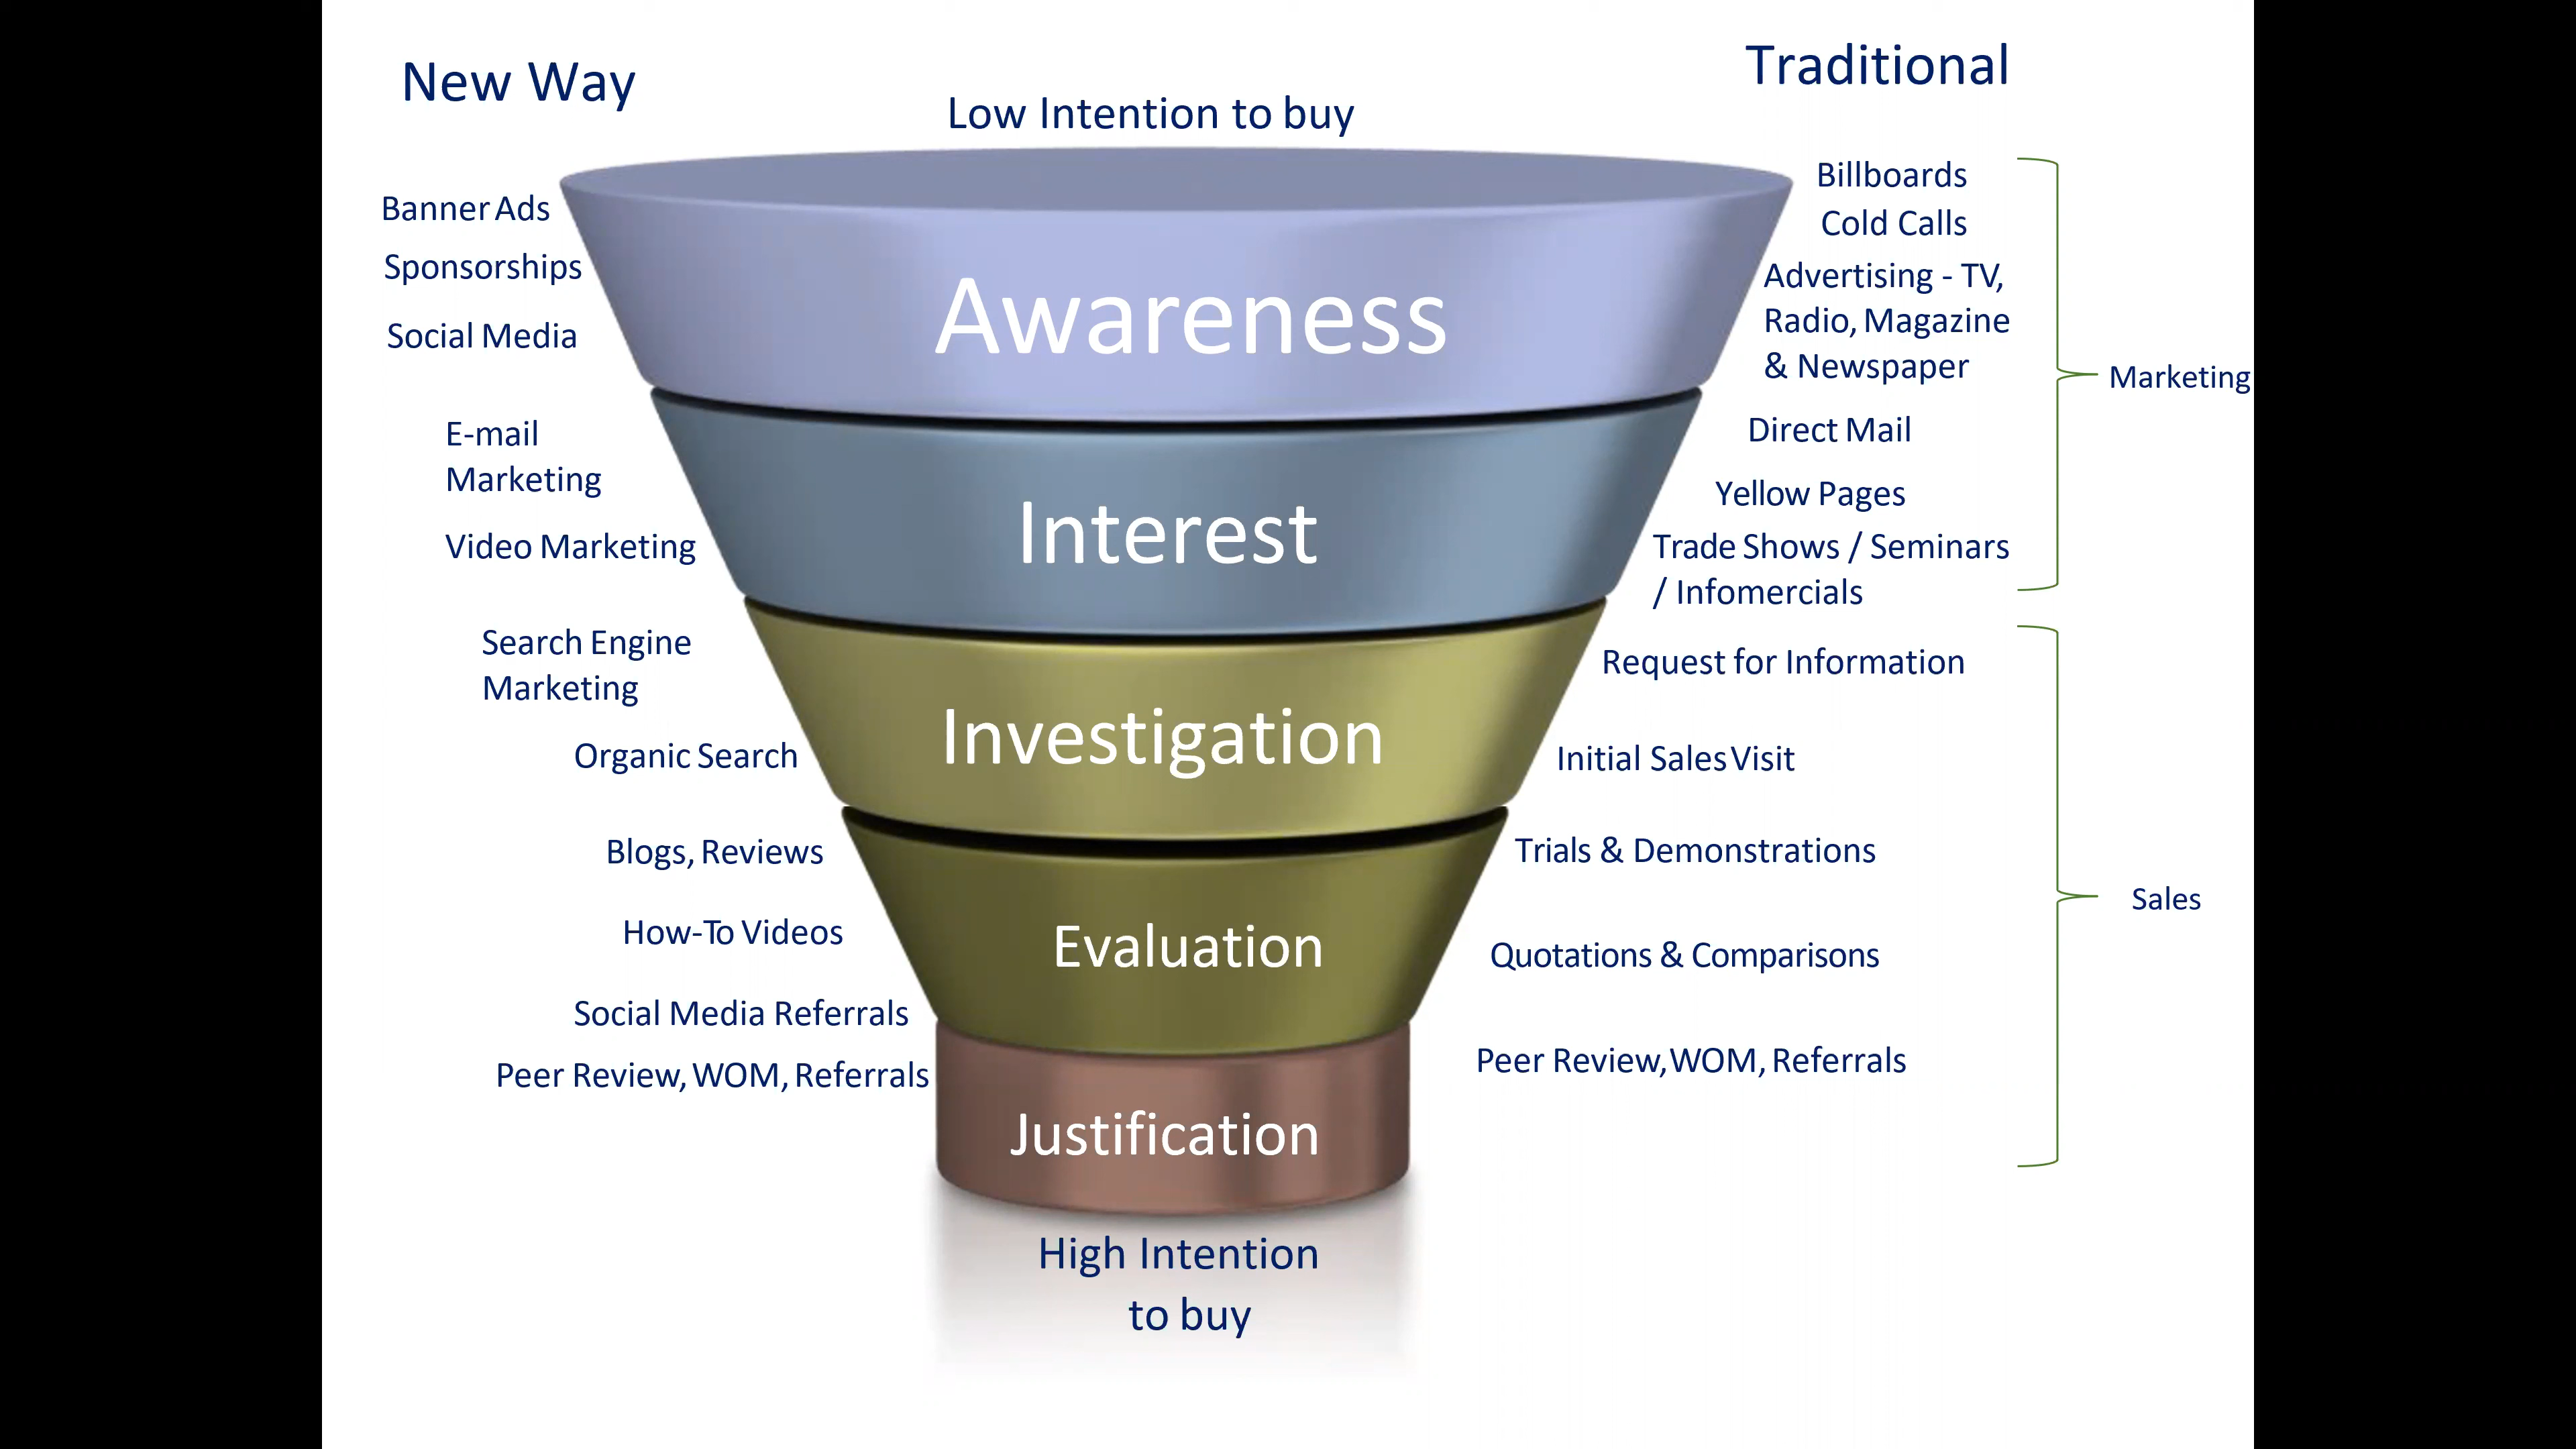 New Way
Traditional
Low Intention to buy
Banner Ads
Sponsorships
Social Media
Awareness
Billboards
Cold Calls
Advertising - TV,
Radio, Magazine
& Newspaper
Marketing
E-mail
Marketing
Video Marketing
Interest
Direct Mail
Yellow Pages
Trade Shows / Seminars
/ Infomercials
Search Engine
Marketing
Organic Search
Investigation
Request for Information
Initial Sales Visit
Blogs, Reviews
How-To Videos
Evaluation
Trials & Demonstrations
Quotations & Comparisons
Sales
Social Media Referrals
Peer Review, WOM, Referrals
Justification
Peer Review, WOM, Referrals
High Intention
to buy